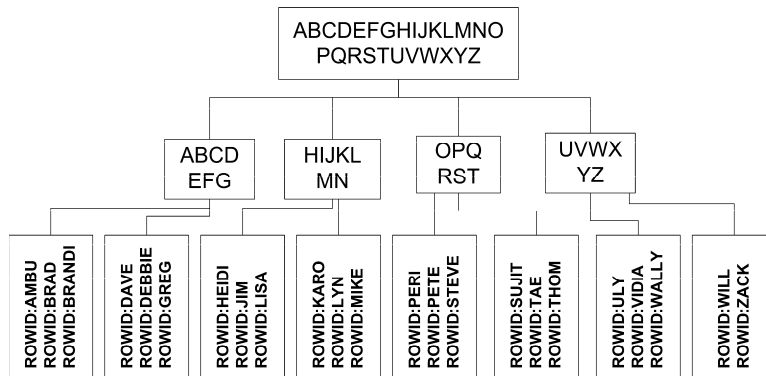 ABCDEFGHIJKLMNO
PQRSTUVWXYZ
ABCD
EFG
HIJKL
MN
OPQ
RST
UVWX
YZ
ROWID:AMBU
ROWID:BRAD
ROWID:BRANDI
ROWID:DAVE
ROWID:DEBBIE
ROWID:GREG
ROWID:HEIDI
ROWID:JIM
ROWID:LISA
ROWID:KARO
ROWID:LYN
ROWID:MIKE
ROWID:PERI
ROWID:PETE
ROWID:STEVE
ROWID:SUJIT
ROWID:TAE
ROWID:THOM
ROWID:ULY
ROWID:VIDIA
ROWID:WALLY
ROWID:WILL
ROWID:ZACK